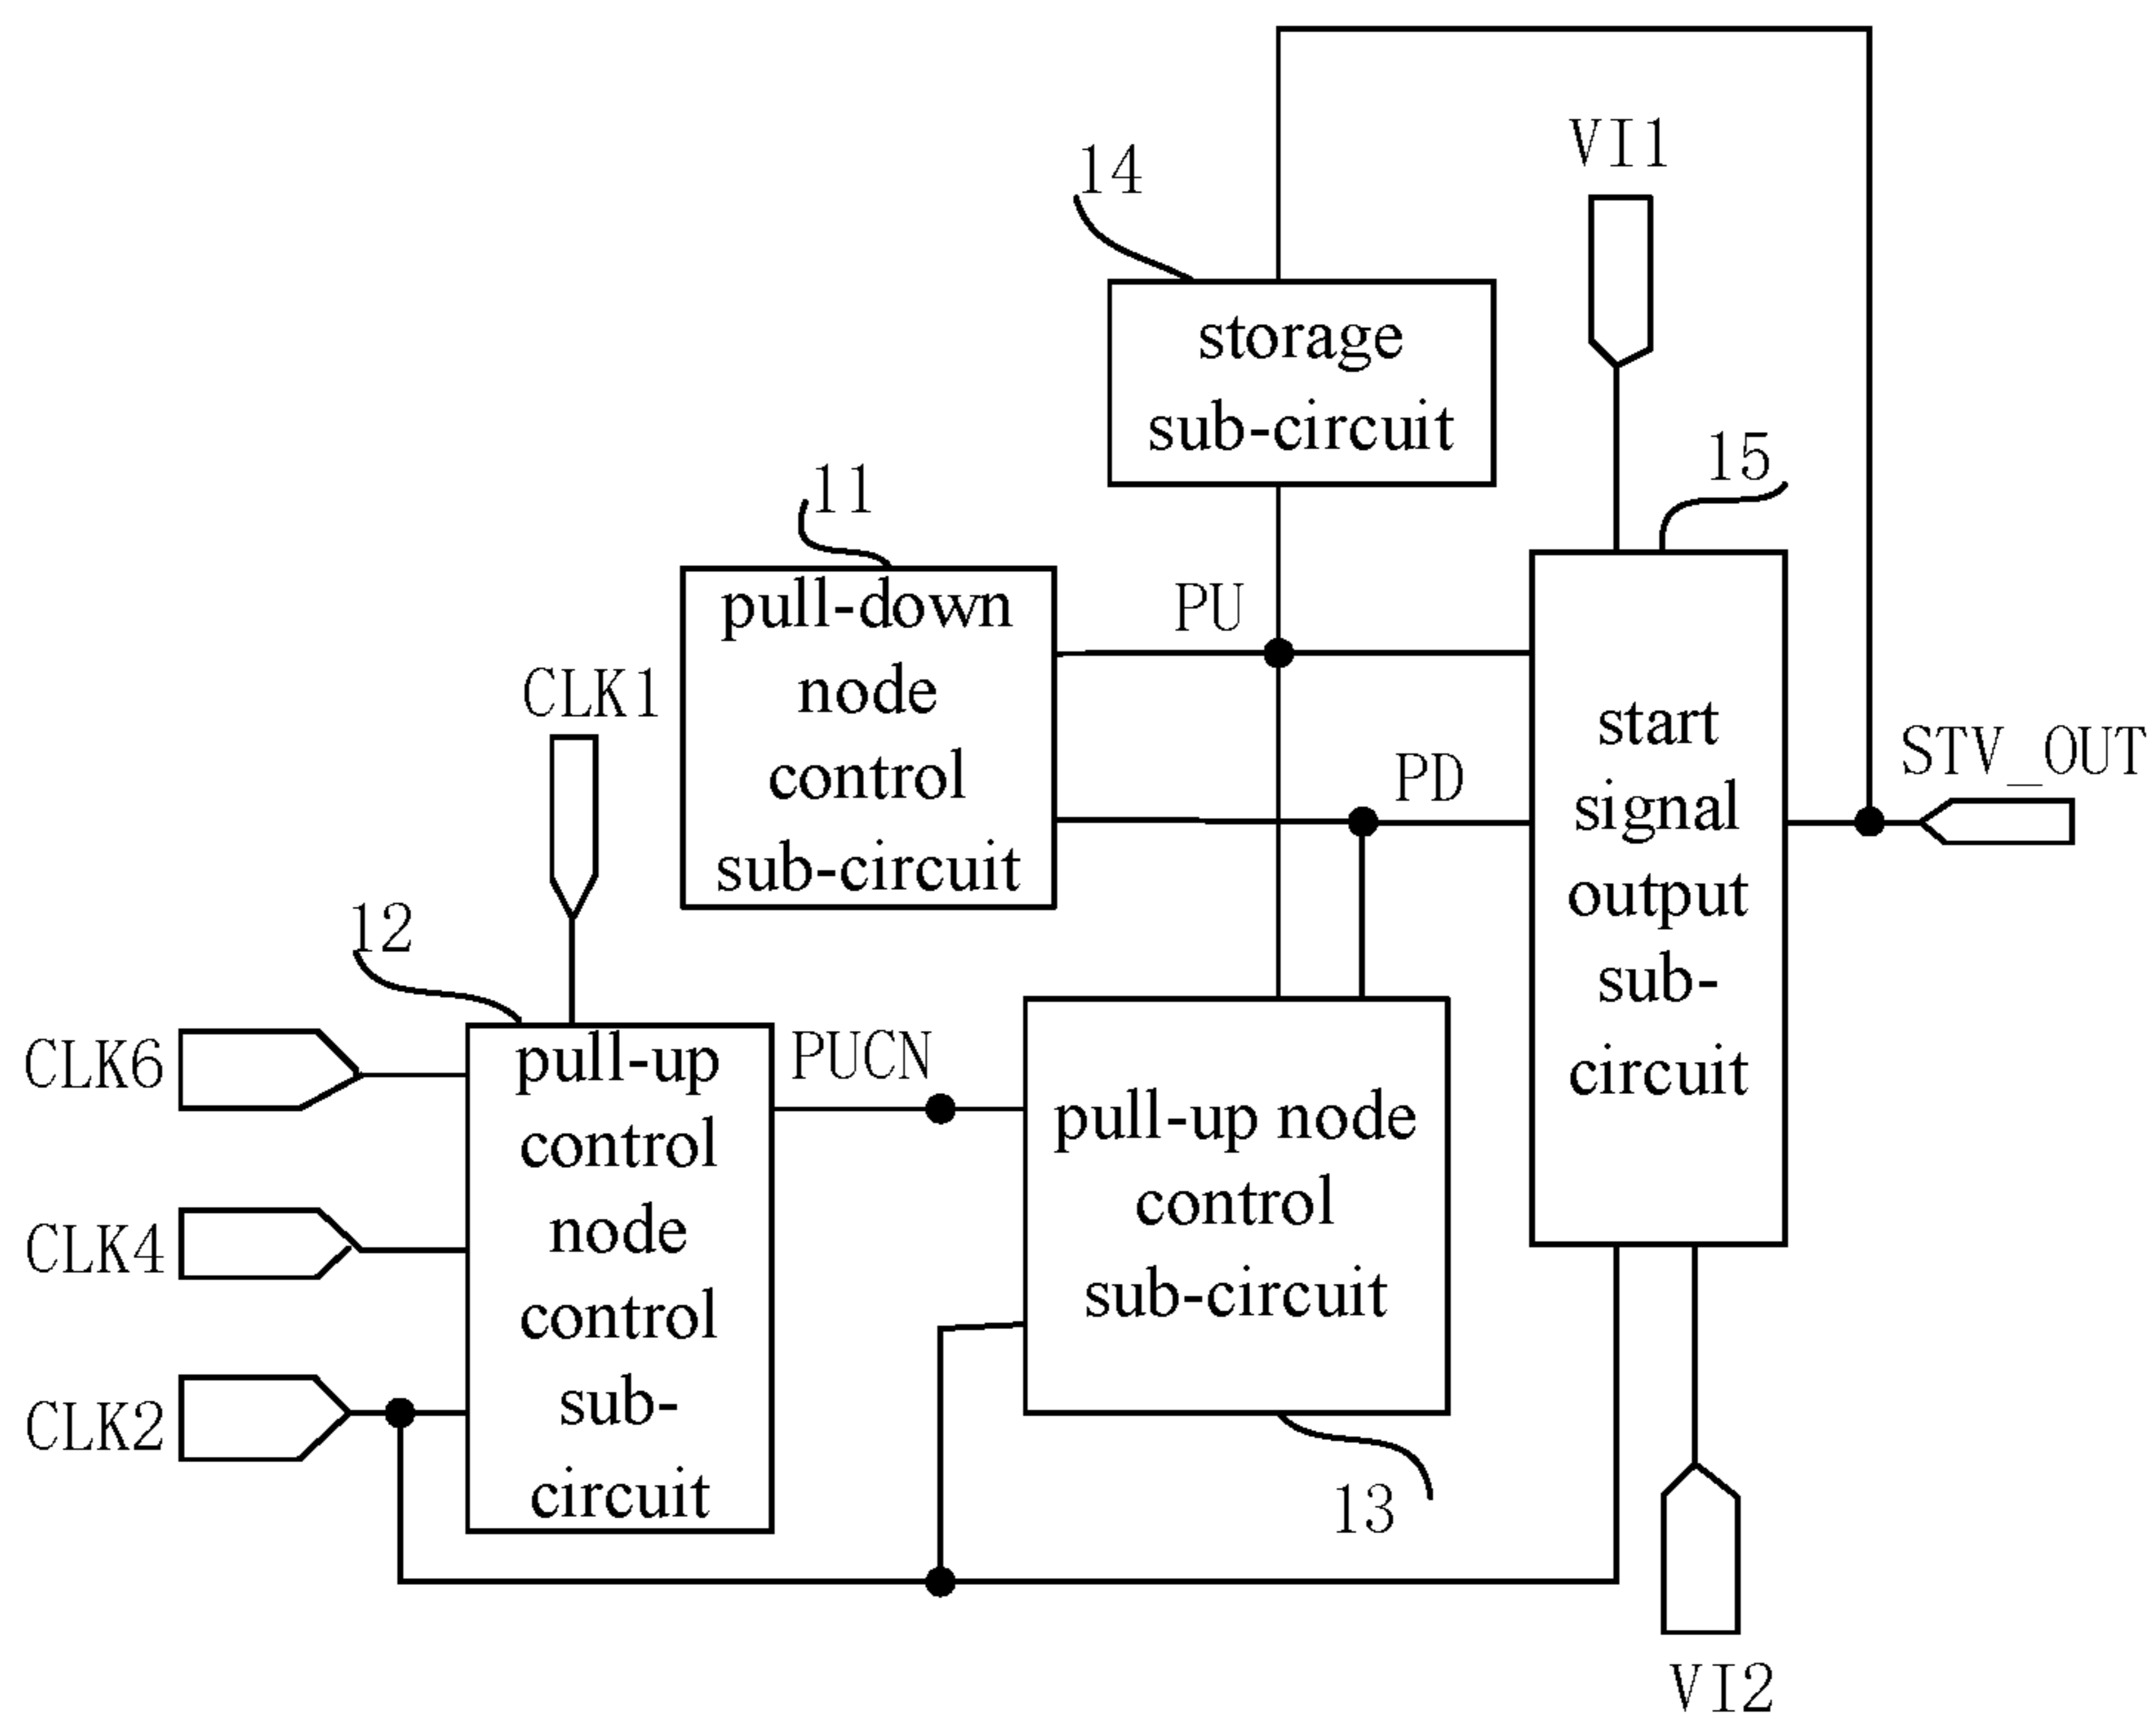 VI1
14
storage
sub-circuit
15
11
pull-down
node
control
sub-circuit
PU
CLK1
PD
start
signal
output
sub-
circuit
STV_OUT
12
CLK6
CLK4
CLK2
pull-up
control
node
control
sub-
circuit
PUCN
pull-up node
control
sub-circuit
13
VI2